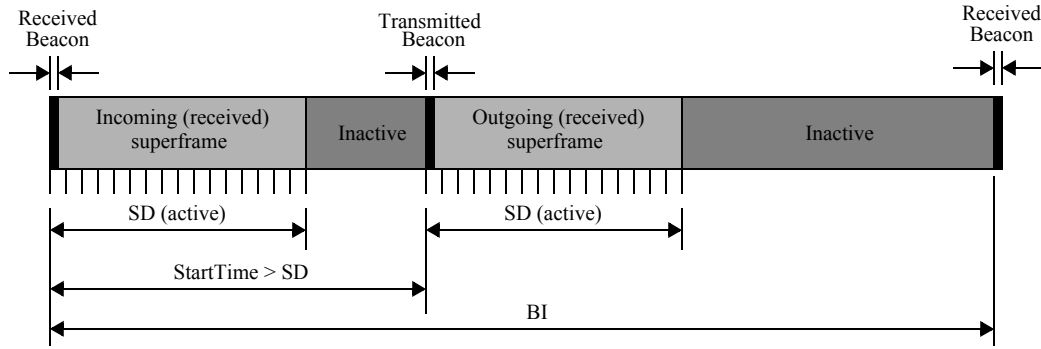 Received
Beacon
Transmitted
Beacon
Received
Beacon
Incoming (received)
superframe
Inactive
Outgoing (received)
superframe
Inactive
SD (active)
SD (active)
StartTime > SD
BI